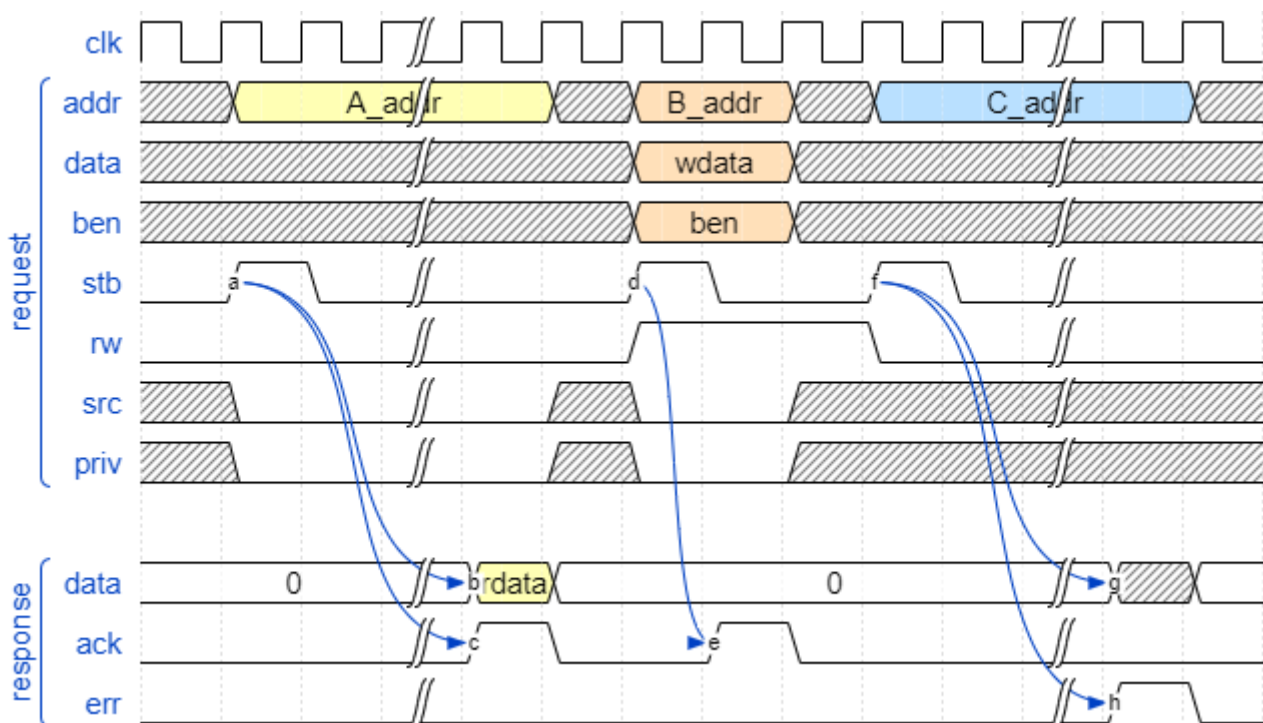 clk
request
addr A_addr B_addr C_addr
data wdata
ben ben
stb a d f
rw
src
priv
response
data 0 b rdata 0 g
ack c e
err h